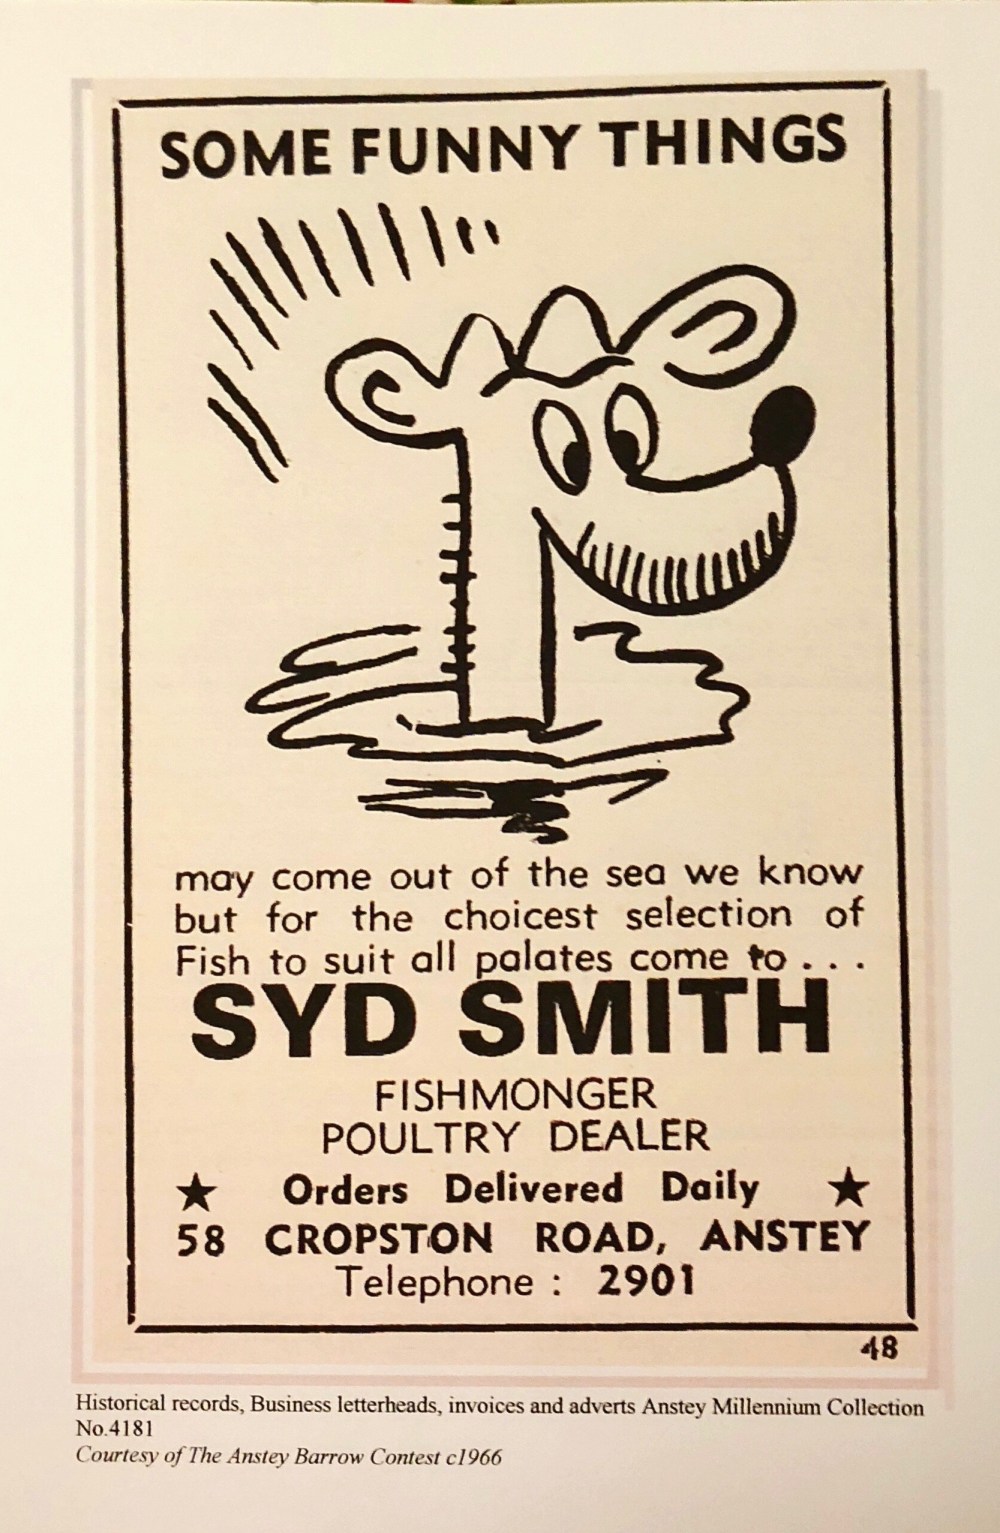 SOME FUNNY THINGS
may come out of the sea we know
but for the choicest selection of
Fish to suit all palates come to . . .
SYD SMITH
FISHMONGER
POULTRY DEALER
★ Orders Delivered Daily ★
58 CROPSTON ROAD, ANSTEY
Telephone : 2901
48
Historical records, Business letterheads, invoices and adverts Anstey Millennium Collection
No.4181
Courtesy of The Anstey Barrow Contest c1966